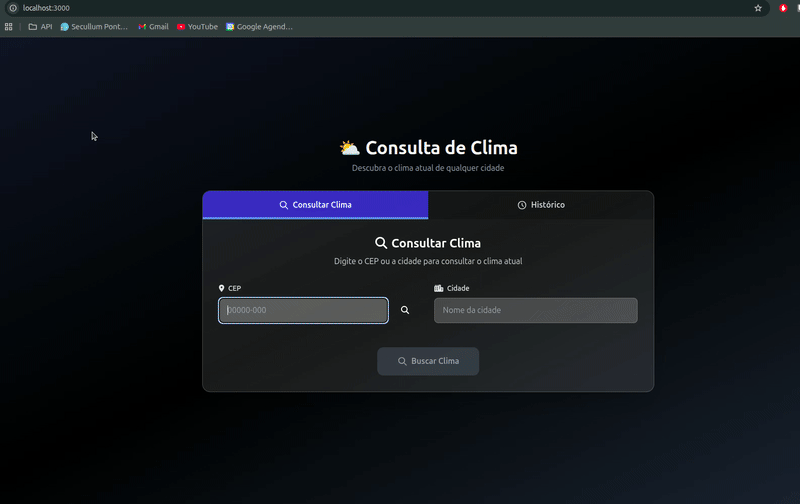 localhost:3000
API
Secullum Pont...
Gmail
YouTube
Google Agend...
Consulta de Clima
Descubra o clima atual de qualquer cidade
Consultar Clima
Histórico
Consultar Clima
Digite o CEP ou a cidade para consultar o clima atual
CEP
Cidade
00000-000
Nome da cidade
Buscar Clima